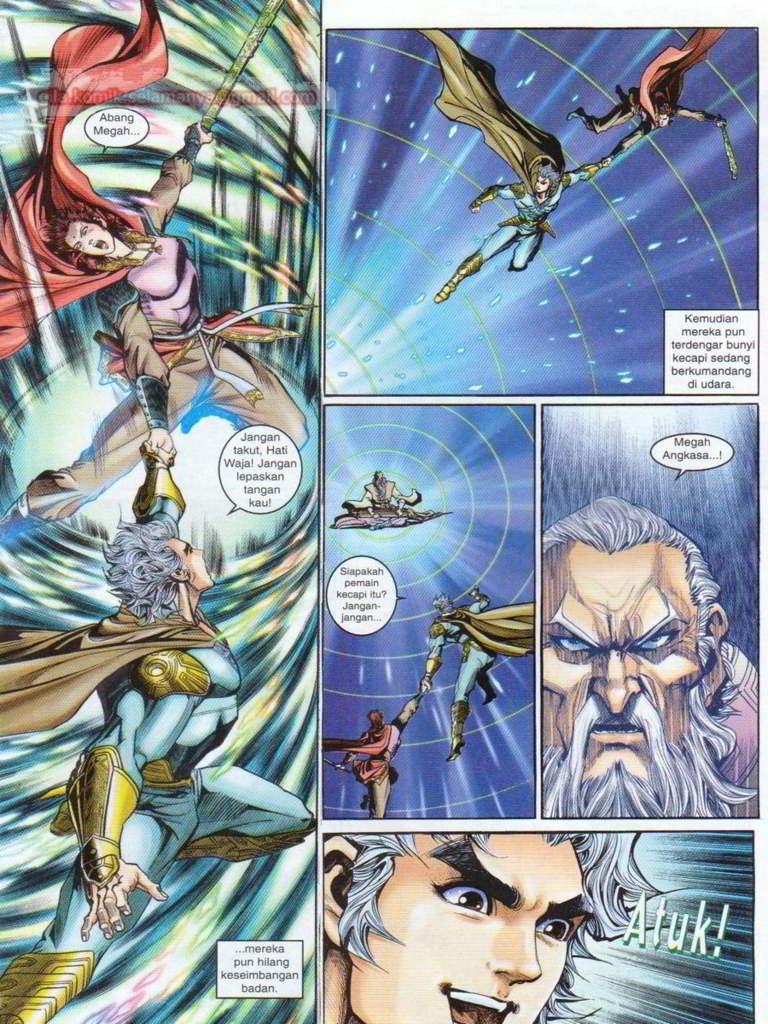 Abang
Megah...
Jangan
takut, Hati
Waja! Jangan
lepaskan
tangan
kau!
...mereka
pun hilang
keseimbangan
badan.
Kemudian
mereka pun
terdengar bunyi
kecapi sedang
berkumandang
di udara.
Siapakah
pemain
kecapi itu?
Jangan-
jangan...
Megah
Angkasa...!
Atuk!